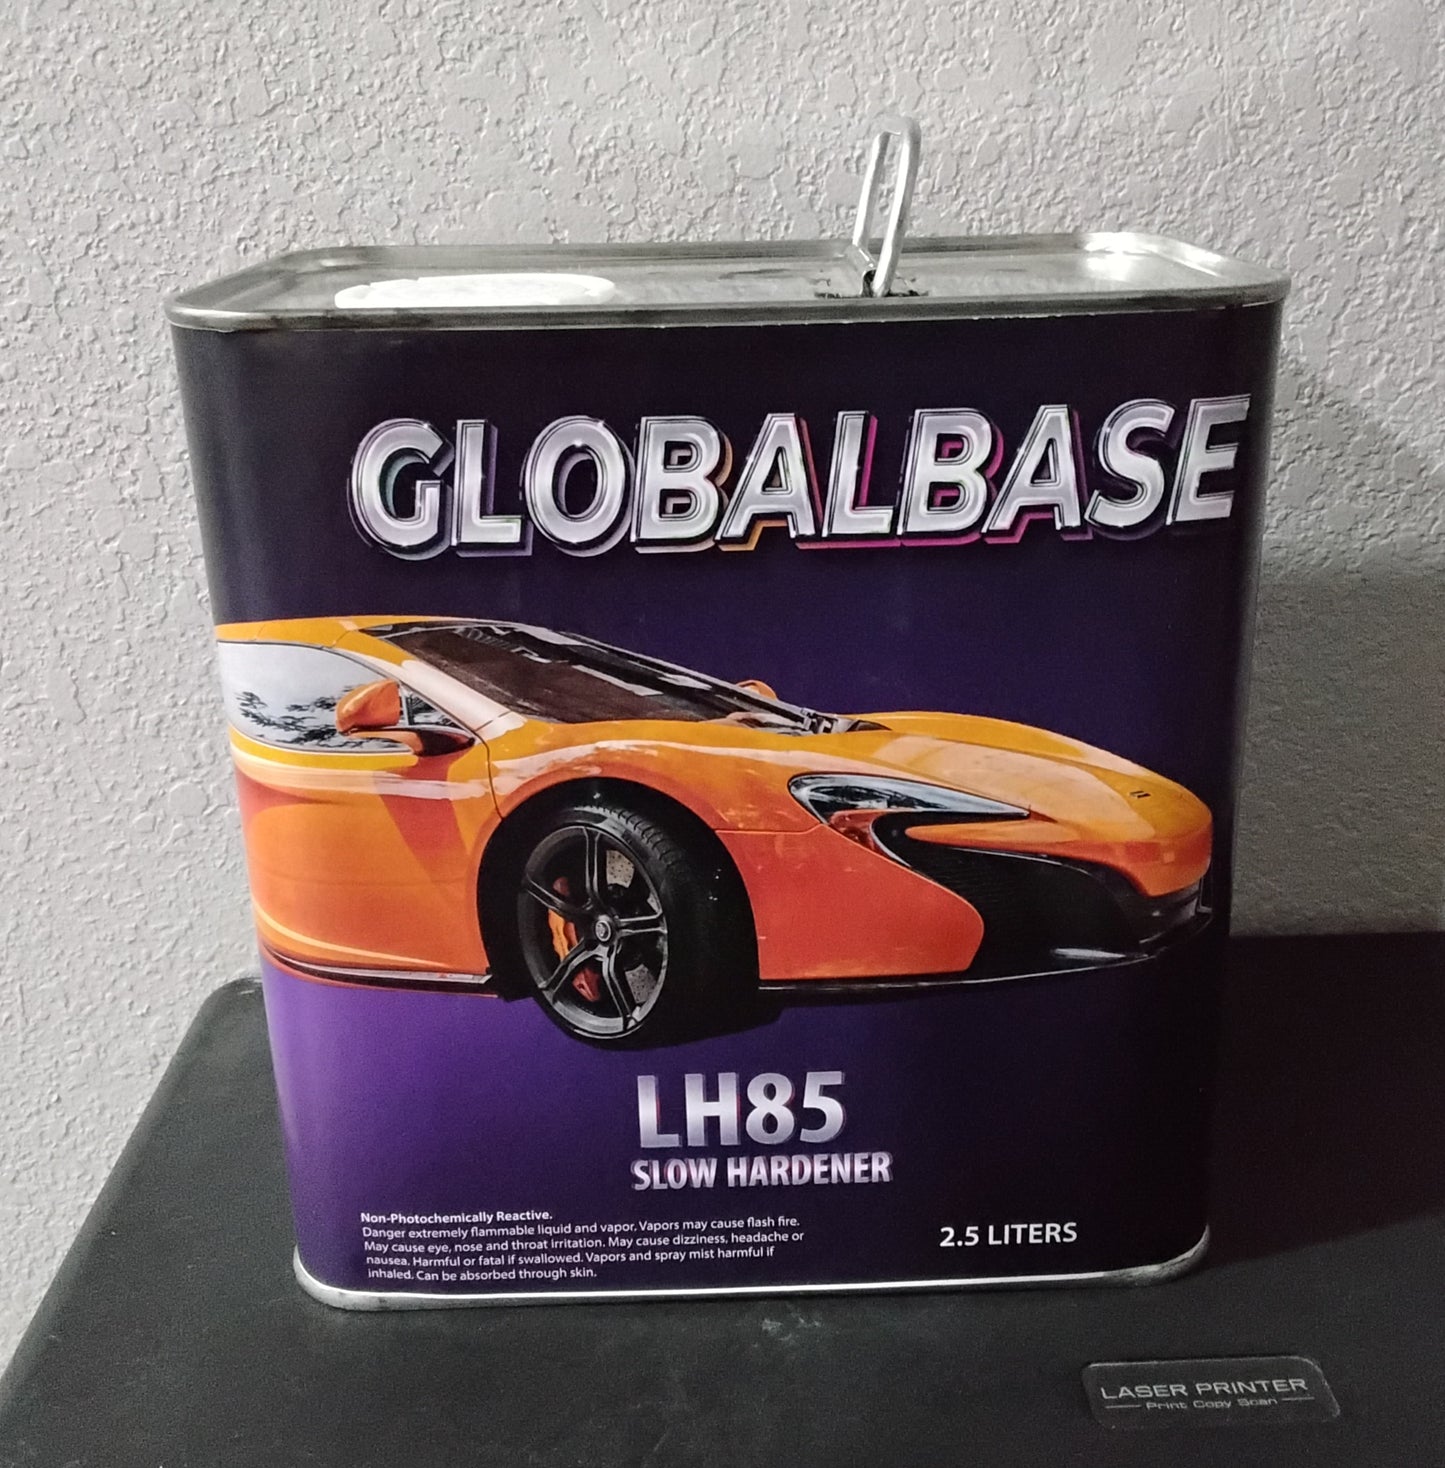 GLOBALBASE
LH85
SLOW HARDENER
Non-Photochemically Reactive.
Danger extremely flammable liquid and vapor. Vapors may cause flash fire.
May cause eye, nose and throat irritation. May cause dizziness, headache or
nausea. Harmful or fatal if swallowed. Vapors and spray mist harmful if
inhaled. Can be absorbed through skin.
2.5 LITERS
LASER PRINTER
Print Copy Scan